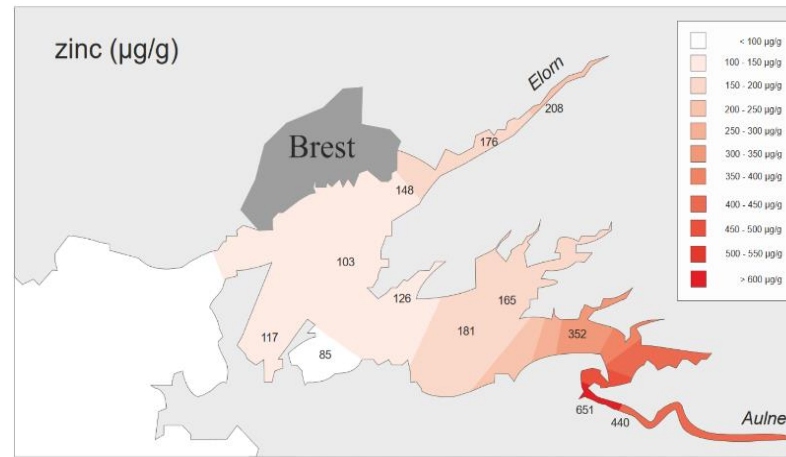 zinc (µg/g)
Elorn
208
176
Brest
148
103
126
165
117
85
181
352
651
440
Aulne
< 100 µg/g
100 - 150 µg/g
150 - 200 µg/g
200 - 250 µg/g
250 - 300 µg/g
300 - 350 µg/g
350 - 400 µg/g
400 - 450 µg/g
450 - 500 µg/g
500 - 550 µg/g
> 600 µg/g